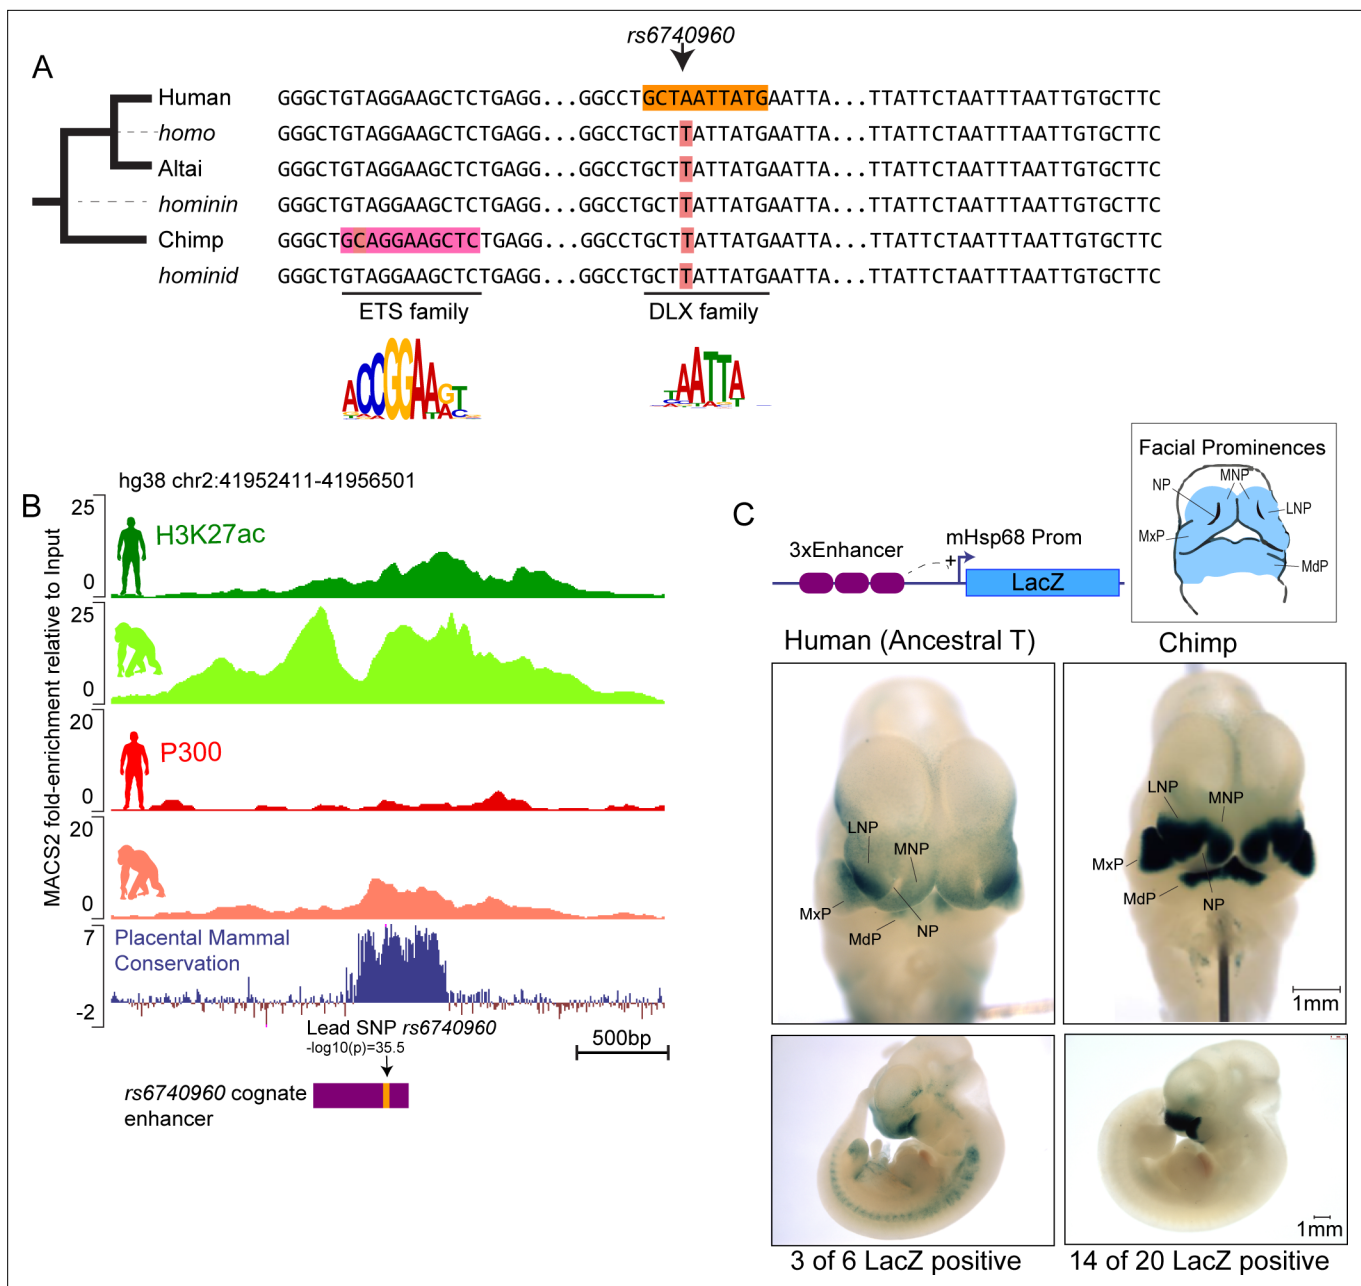 rs6740960
A
Human GGGCTGTAGGAAGCTCTGAGG...GGCCTGCTAATTATGAATTA...TTATTCTAATTTAATTGTGCTTC
homo GGGCTGTAGGAAGCTCTGAGG...GGCCTGCTTATTATGAATTA...TTATTCTAATTTAATTGTGCTTC
Altai GGGCTGTAGGAAGCTCTGAGG...GGCCTGCTTATTATGAATTA...TTATTCTAATTTAATTGTGCTTC
hominin GGGCTGTAGGAAGCTCTGAGG...GGCCTGCTTATTATGAATTA...TTATTCTAATTTAATTGTGCTTC
Chimp GGGCTGCAGGAAGCTCTGAGG...GGCCTGCTTATTATGAATTA...TTATTCTAATTTAATTGTGCTTC
hominid GGGCTGTAGGAAGCTCTGAGG...GGCCTGCTTATTATGAATTA...TTATTCTAATTTAATTGTGCTTC
ETS family DLX family
ACCGGAAGT
TAATTA
B
hg38 chr2:41952411-41956501
MACS2 fold-enrichment relative to Input
25
H3K27ac
0
25
0
20
P300
0
20
0
7
Placental Mammal
Conservation
-2
Lead SNP rs6740960
-log10(p)=35.5
500bp
rs6740960 cognate
enhancer
C
3xEnhancer
+
mHsp68 Prom
LacZ
Facial Prominences
NP
MNP
LNP
MxP
MdP
Human (Ancestral T)
LNP
MNP
MxP
MdP
NP
Chimp
LNP
MNP
MxP
MdP
NP
1mm
1mm
3 of 6 LacZ positive
14 of 20 LacZ positive